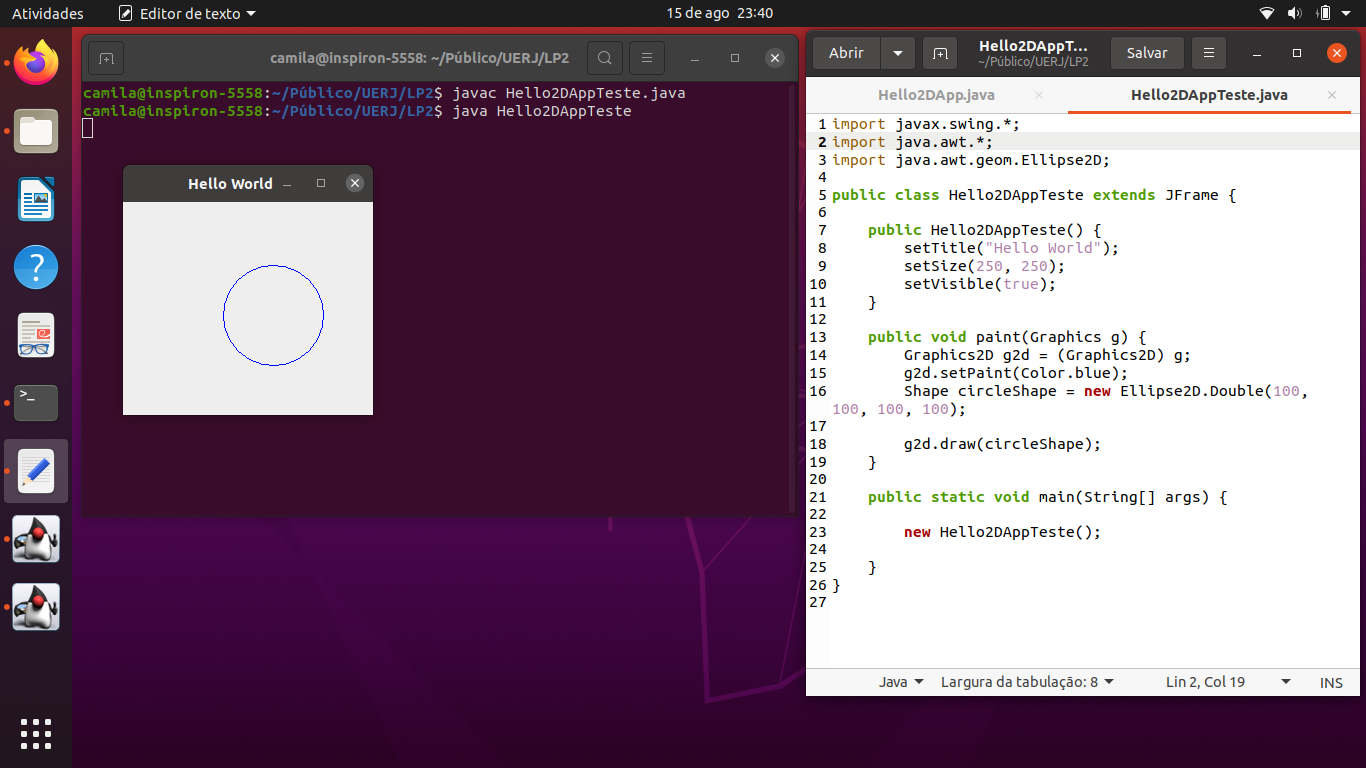 Atividades
Editor de texto
15 de ago 23:40
camila@inspiron-5558: ~/Público/UERJ/LP2
camila@inspiron-5558:~/Público/UERJ/LP2$ javac Hello2DAppTeste.java
camila@inspiron-5558:~/Público/UERJ/LP2$ java Hello2DAppTeste
Hello World
>_
?
Abrir
Hello2DAppT...
~/Público/UERJ/LP2
Salvar
Hello2DApp.java
Hello2DAppTeste.java
1 import javax.swing.*;
2 import java.awt.*;
3 import java.awt.geom.Ellipse2D;
4
5 public class Hello2DAppTeste extends JFrame {
6
7     public Hello2DAppTeste() {
8         setTitle("Hello World");
9         setSize(250, 250);
10         setVisible(true);
11     }
12
13     public void paint(Graphics g) {
14         Graphics2D g2d = (Graphics2D) g;
15         g2d.setPaint(Color.blue);
16         Shape circleShape = new Ellipse2D.Double(100,
100, 100, 100);
17
18         g2d.draw(circleShape);
19     }
20
21     public static void main(String[] args) {
22
23         new Hello2DAppTeste();
24
25     }
26 }
27
Java
Largura da tabulação: 8
Lin 2, Col 19
INS